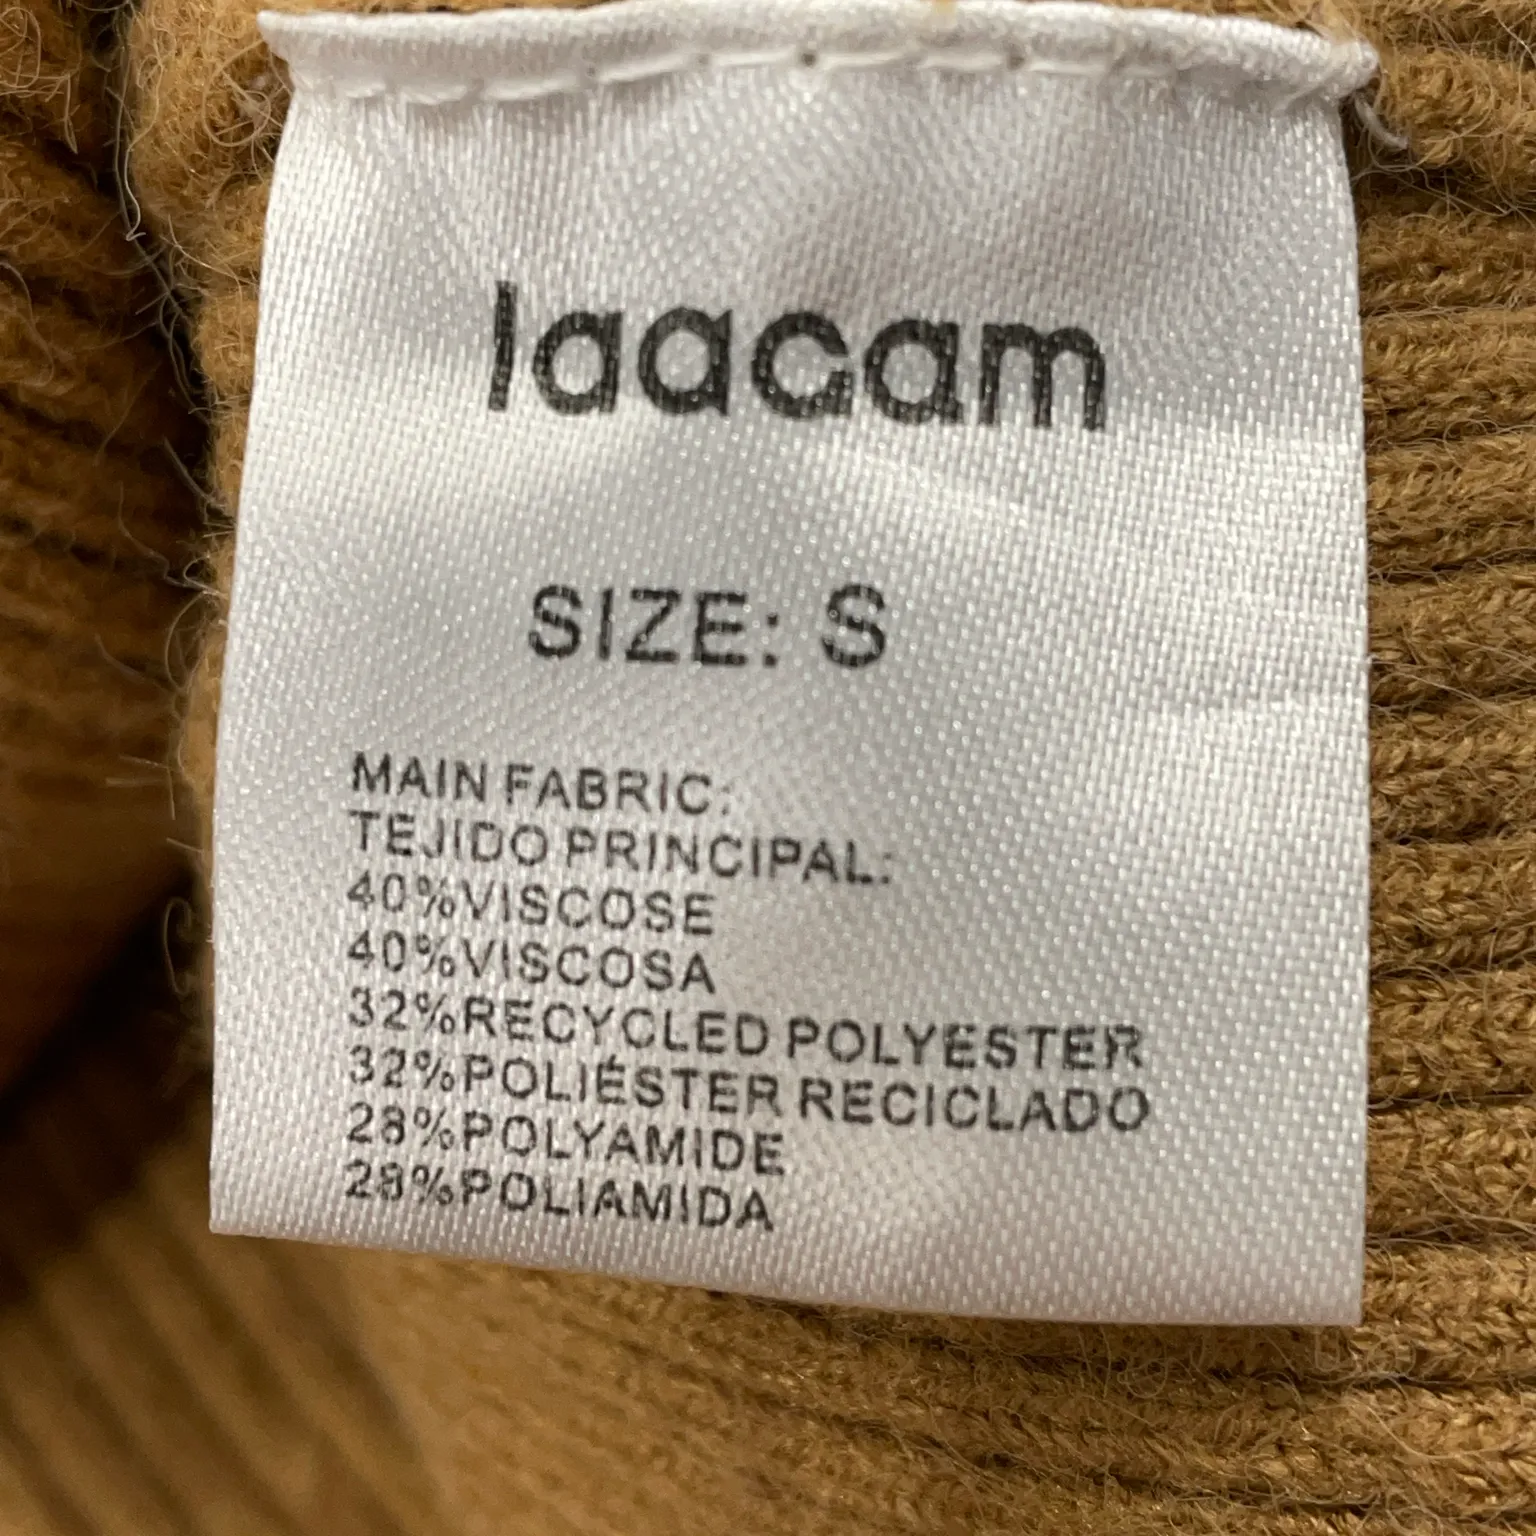 laagam
SIZE: S
MAIN FABRIC:
TEJIDO PRINCIPAL:
40%VISCOSE
40%VISCOSA
32%RECYCLED POLYESTER
32%POLIÉSTER RECICLADO
28%POLYAMIDE
28%POLIAMIDA